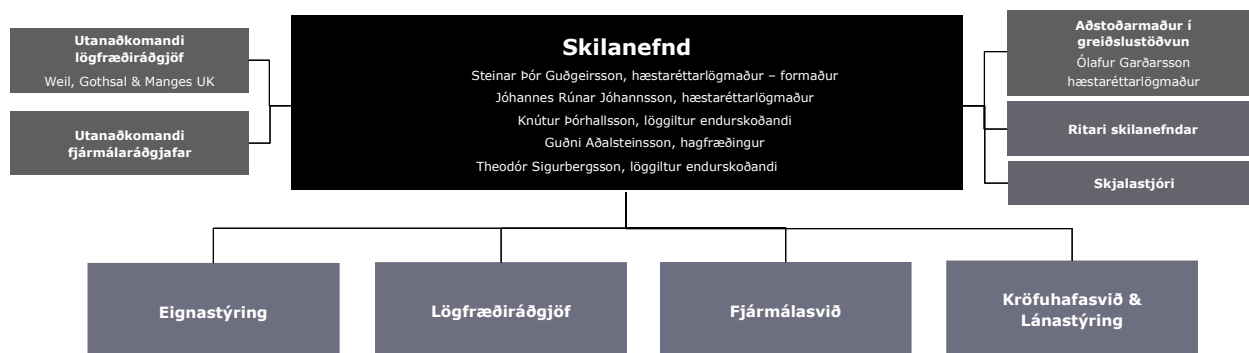 Utanaðkomandi
lögfræðiráðgjöf
Weil, Gothsal & Manges UK
Utanaðkomandi
fjármálaráðgjafar
Skilanefnd
Steinar Þór Guðgeirsson, hæstaréttarlögmaður – formaður
Jóhannes Rúnar Jóhannsson, hæstaréttarlögmaður
Knútur Þórhallsson, löggiltur endurskoðandi
Guðni Aðalsteinsson, hagfræðingur
Theodór Sigurbergsson, löggiltur endurskoðandi
Aðstoðarmaður í
greiðslustöðvun
Ólafur Garðarsson
hæstaréttarlögmaður
Ritari skilanefndar
Skjalastjóri
Eignastýring
Lögfræðiráðgjöf
Fjármálasvið
Kröfuhafasvið &
Lánastýring